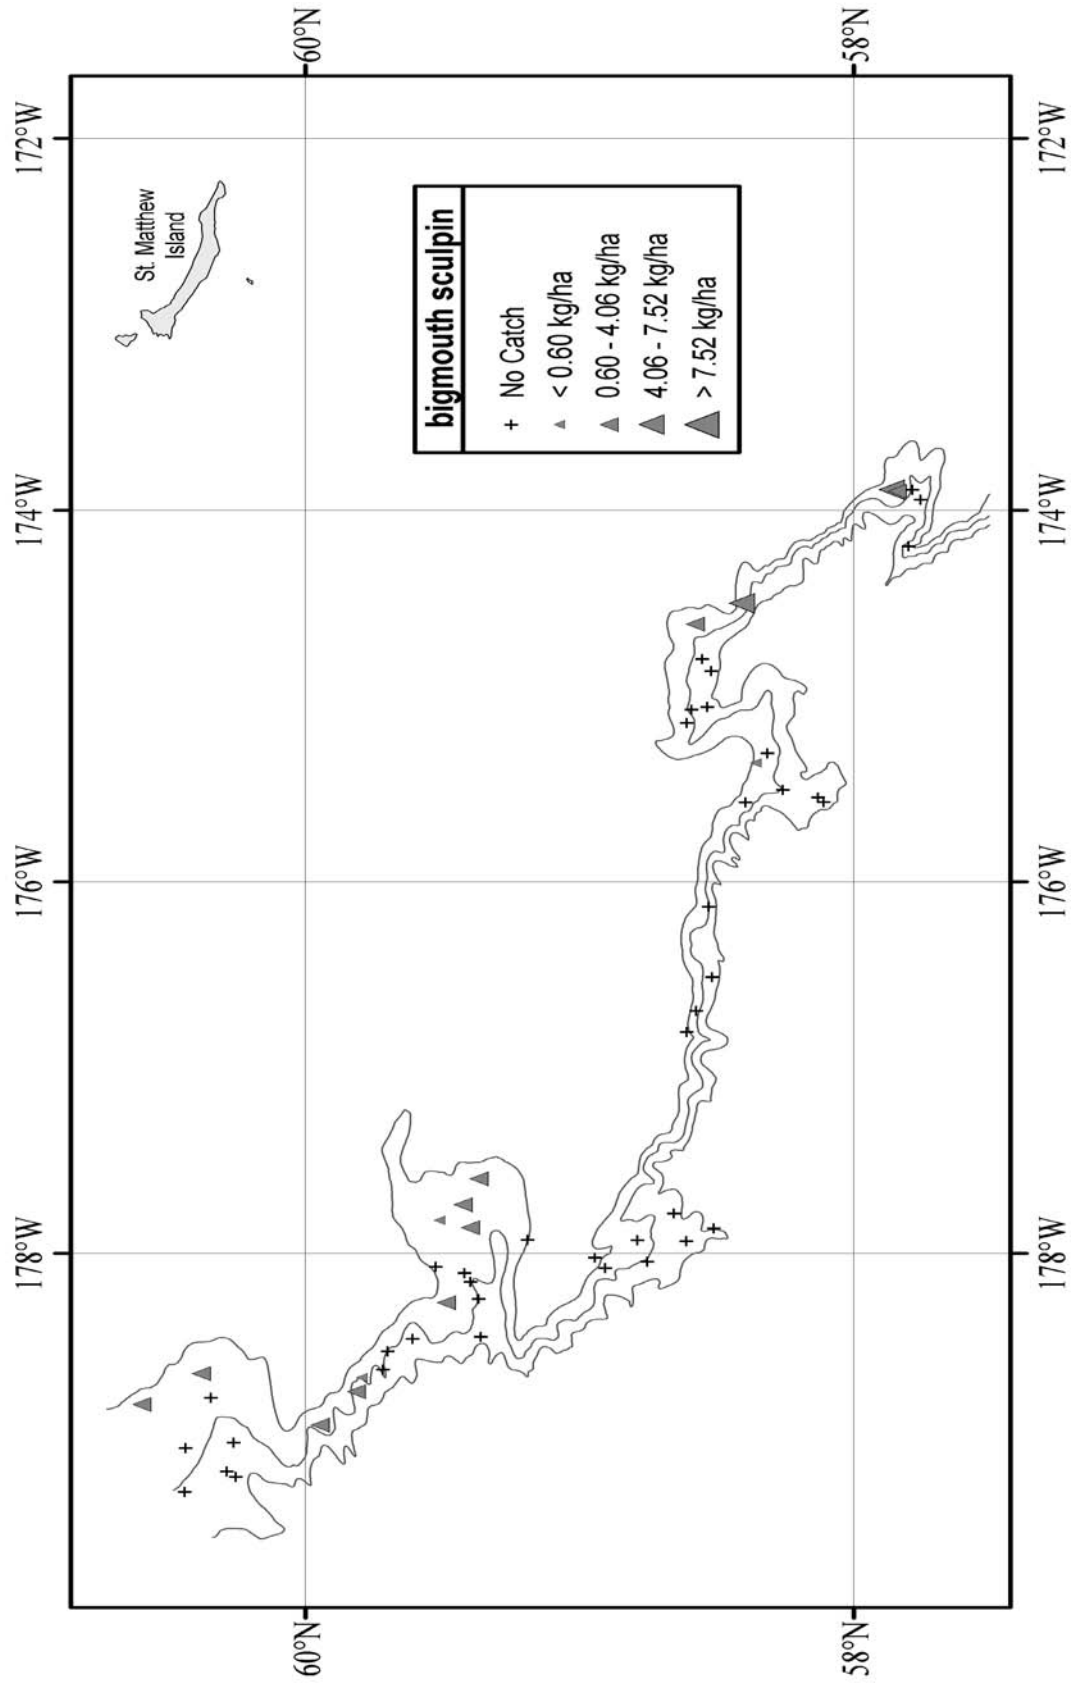 60°N
58°N
172°W
172°W
St. Matthew
Island
bigmouth sculpin
No Catch
< 0.60 kg/ha
0.60 - 4.06 kg/ha
4.06 - 7.52 kg/ha
> 7.52 kg/ha
174°W
174°W
176°W
176°W
178°W
178°W
60°N
58°N